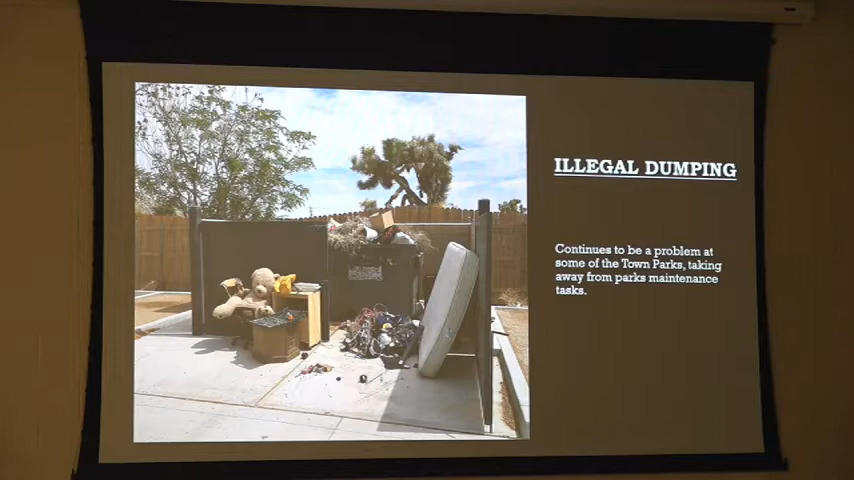 ILLEGAL DUMPING
Continues to be a problem at
some of the Town Parks, taking
away from parks maintenance
tasks.